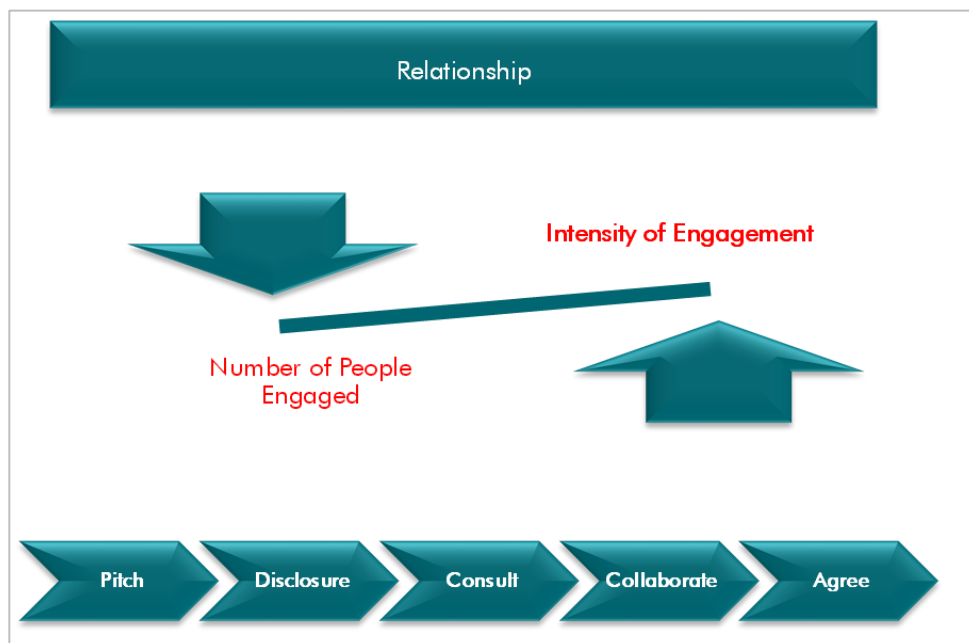 Relationship
Intensity of Engagement
Number of People
Engaged
Pitch
Disclosure
Consult
Collaborate
Agree